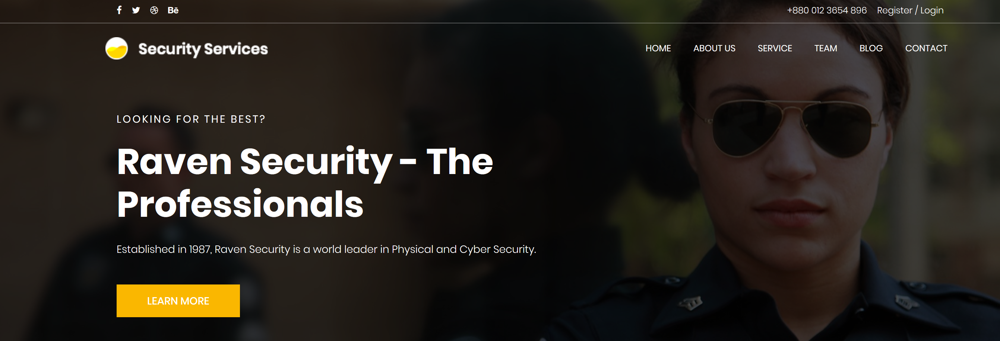 +880 012 3654 896 Register / Login
Security Services
HOME ABOUT US SERVICE TEAM BLOG CONTACT
LOOKING FOR THE BEST?
Raven Security - The
Professionals
Established in 1987, Raven Security is a world leader in Physical and Cyber Security.
LEARN MORE